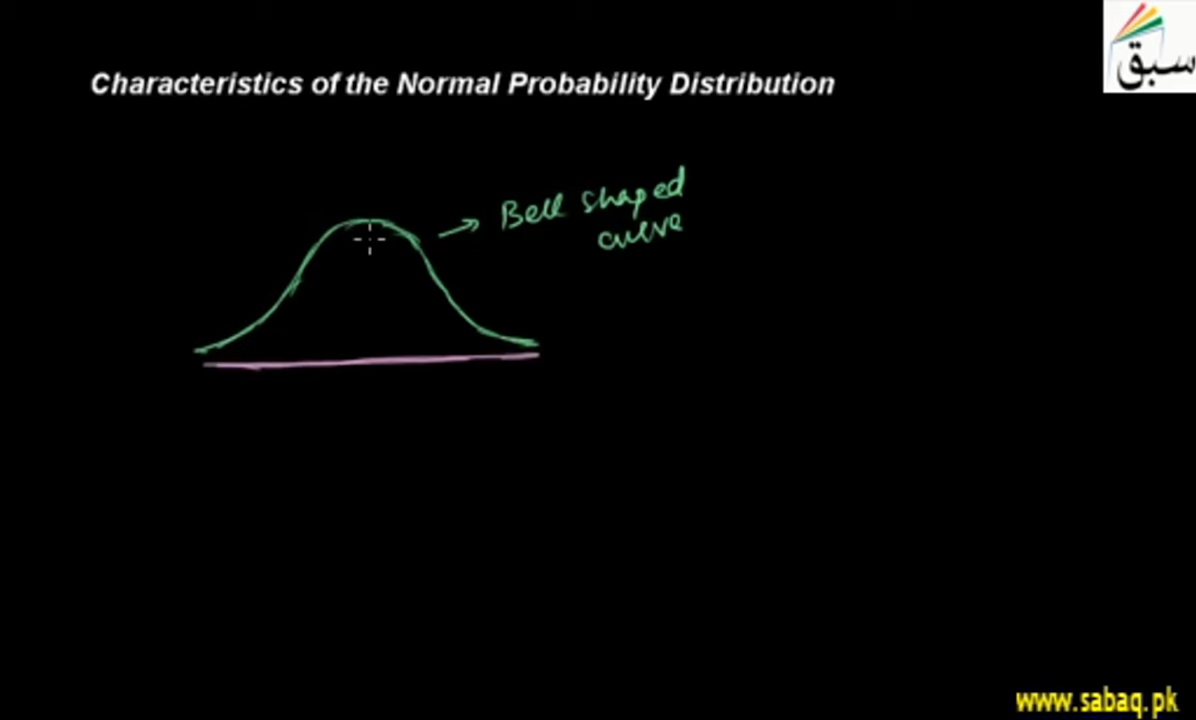 سبق
Characteristics of the Normal Probability Distribution
Bell shaped
curve
www.sabaq.pk